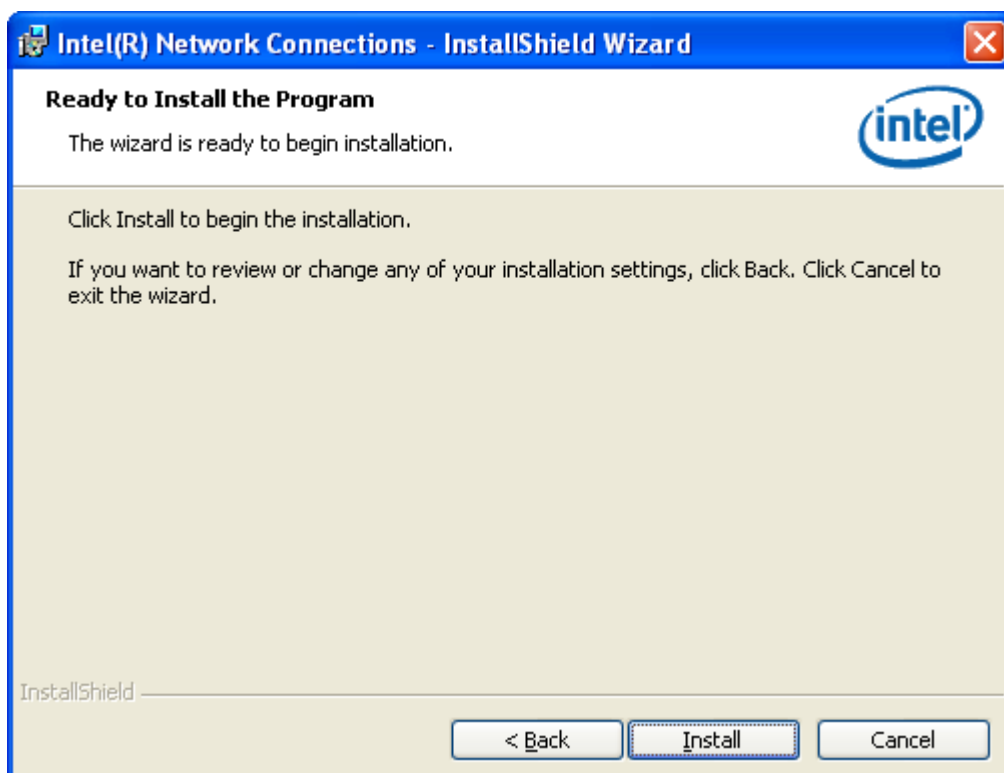 Intel(R) Network Connections - InstallShield Wizard
Ready to Install the Program
The wizard is ready to begin installation.
intel
Click Install to begin the installation.
If you want to review or change any of your installation settings, click Back. Click Cancel to
exit the wizard.
InstallShield
< Back
Install
Cancel